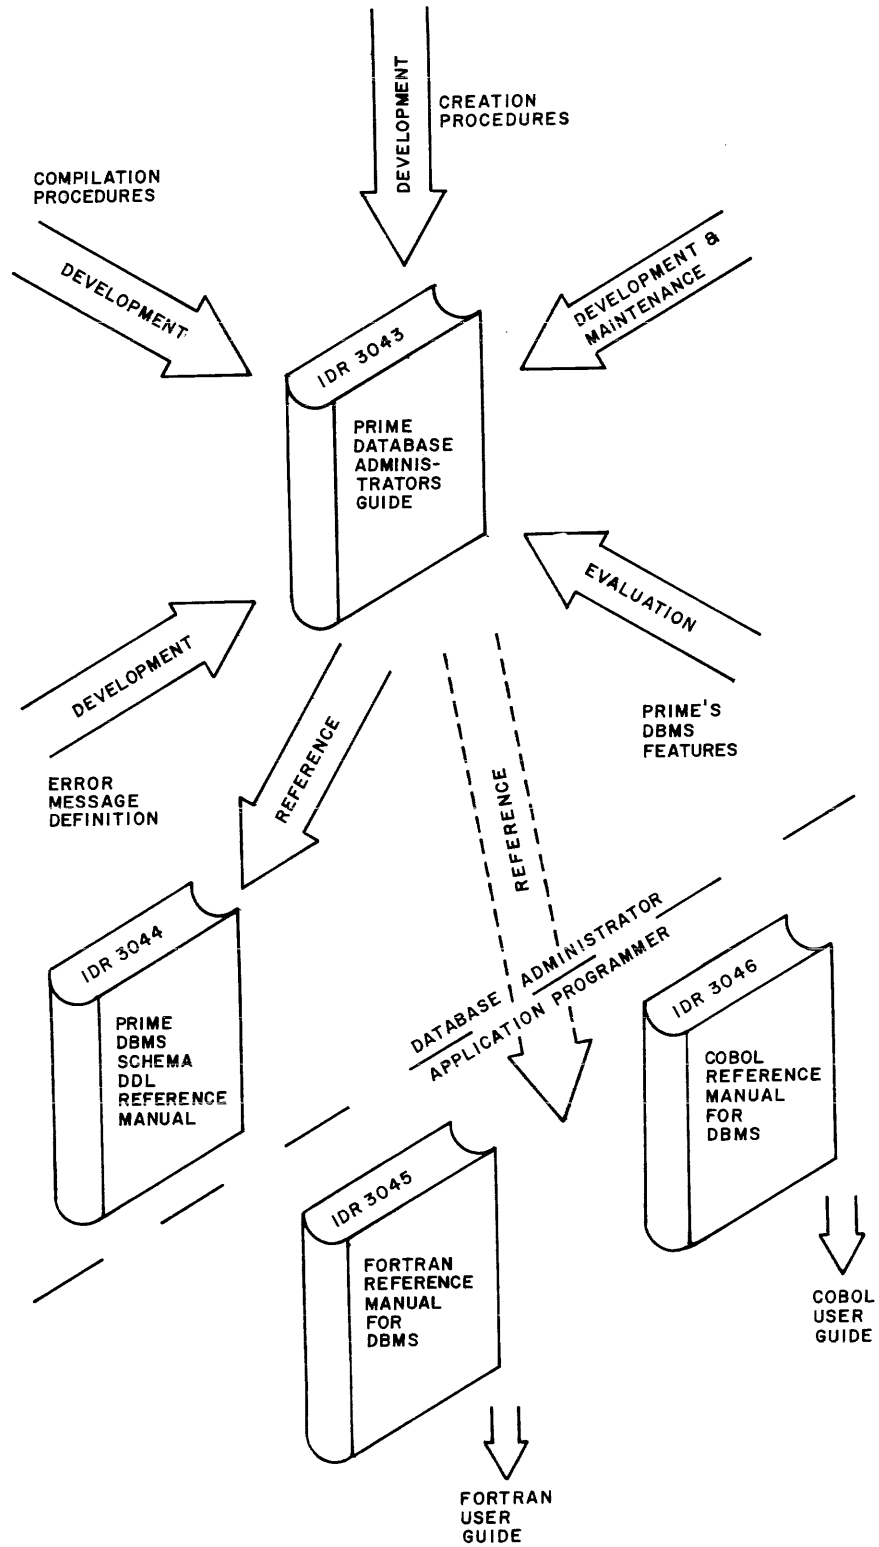 DEVELOPMENT
CREATION
PROCEDURES
COMPILATION
PROCEDURES
DEVELOPMENT
DEVELOPMENT &
MAINTENANCE
IDR 3043
PRIME
DATABASE
ADMINIS-
TRATORS
GUIDE
EVALUATION
PRIME'S
DBMS
FEATURES
DEVELOPMENT
ERROR
MESSAGE
DEFINITION
REFERENCE
REFERENCE
DATABASE ADMINISTRATOR
APPLICATION PROGRAMMER
IDR 3044
PRIME
DBMS
SCHEMA
DDL
REFERENCE
MANUAL
IDR 3046
COBOL
REFERENCE
MANUAL
FOR
DBMS
IDR 3045
FORTRAN
REFERENCE
MANUAL
FOR
DBMS
COBOL
USER
GUIDE
FORTRAN
USER
GUIDE